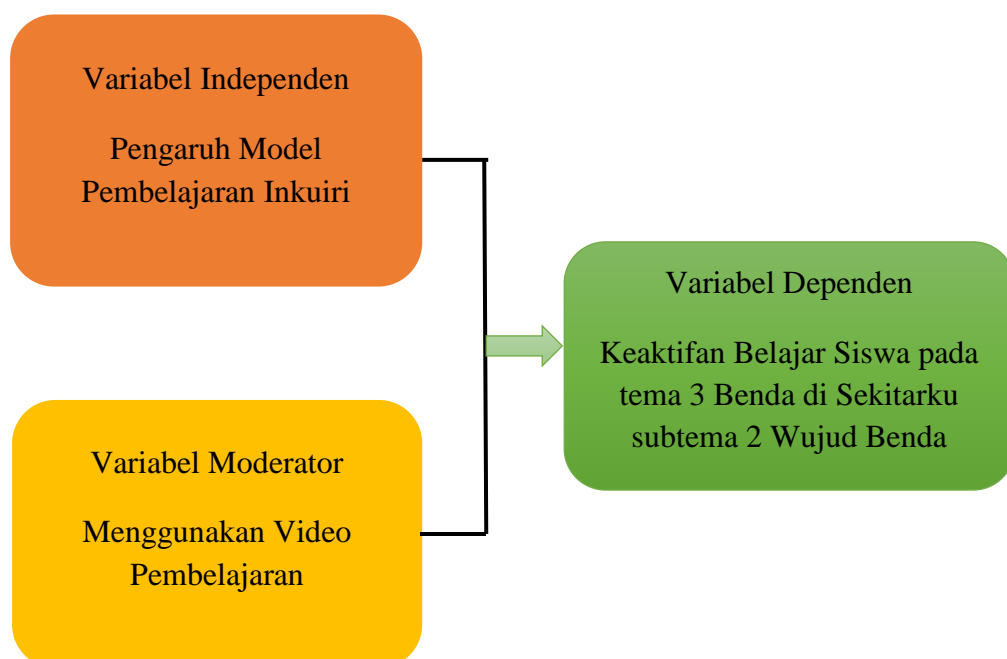 Variabel Independen
Pengaruh Model
Pembelajaran Inkuiri
Variabel Moderator
Menggunakan Video
Pembelajaran
Variabel Dependen
Keaktifan Belajar Siswa pada
tema 3 Benda di Sekitarku
subtema 2 Wujud Benda